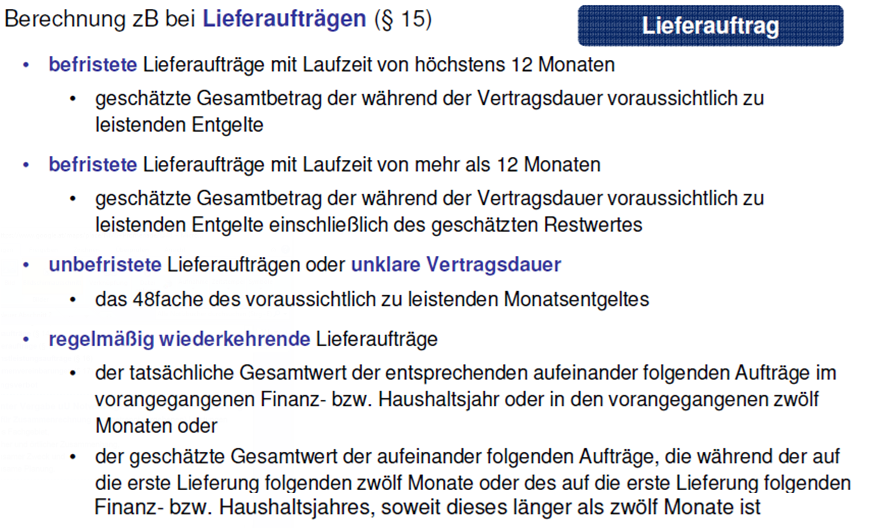 Berechnung zB bei Lieferaufträgen (§ 15)
Lieferauftrag
• befristete Lieferaufträge mit Laufzeit von höchstens 12 Monaten
• geschätzte Gesamtbetrag der während der Vertragsdauer voraussichtlich zu
leistenden Entgelte
• befristete Lieferaufträge mit Laufzeit von mehr als 12 Monaten
• geschätzte Gesamtbetrag der während der Vertragsdauer voraussichtlich zu
leistenden Entgelte einschließlich des geschätzten Restwertes
• unbefristete Lieferaufträgen oder unklare Vertragsdauer
• das 48fache des voraussichtlich zu leistenden Monatsentgeltes
• regelmäßig wiederkehrende Lieferaufträge
• der tatsächliche Gesamtwert der entsprechenden aufeinander folgenden Aufträge im
vorangegangenen Finanz- bzw. Haushaltsjahr oder in den vorangegangenen zwölf
Monaten oder
• der geschätzte Gesamtwert der aufeinander folgenden Aufträge, die während der auf
die erste Lieferung folgenden zwölf Monate oder des auf die erste Lieferung folgenden
Finanz- bzw. Haushaltsjahres, soweit dieses länger als zwölf Monate ist